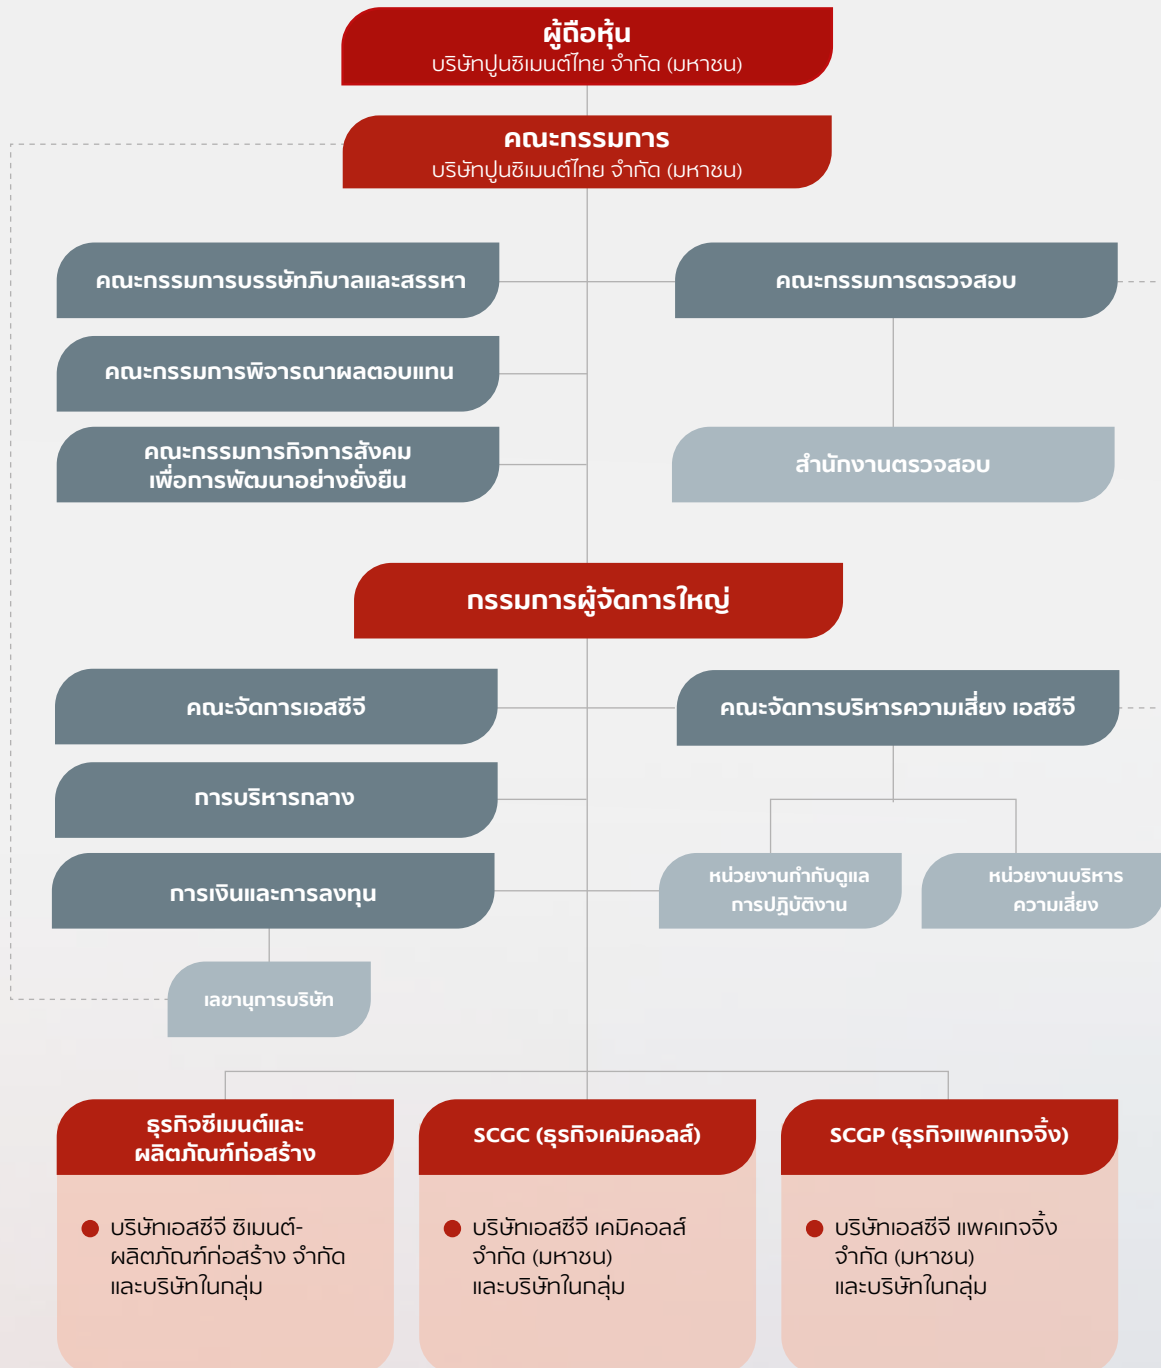 ผู้ถือหุ้น
บริษัทปูนซิเมนต์ไทย จำกัด (มหาชน)
คณะกรรมการ
บริษัทปูนซิเมนต์ไทย จำกัด (มหาชน)
คณะกรรมการบรรษัทภิบาลและสรรหา
คณะกรรมการตรวจสอบ
คณะกรรมการพิจารณาผลตอบแทน
คณะกรรมการกิจการสังคม
เพื่อการพัฒนาอย่างยั่งยืน
สำนักงานตรวจสอบ
กรรมการผู้จัดการใหญ่
คณะจัดการเอสซีจี
คณะจัดการบริหารความเสี่ยง เอสซีจี
การบริหารกลาง
การเงินและการลงทุน
หน่วยงานกำกับดูแล
การปฏิบัติงาน
หน่วยงานบริหาร
ความเสี่ยง
เลขานุการบริษัท
ธุรกิจซีเมนต์และ
ผลิตภัณฑ์ก่อสร้าง
บริษัทเอสซีจี ซิเมนต์-
ผลิตภัณฑ์ก่อสร้าง จำกัด
และบริษัทในกลุ่ม
SCGC (ธุรกิจเคมิคอลส์)
บริษัทเอสซีจี เคมิคอลส์
จำกัด (มหาชน)
และบริษัทในกลุ่ม
SCGP (ธุรกิจแพคเกจจิ้ง)
บริษัทเอสซีจี แพคเกจจิ้ง
จำกัด (มหาชน)
และบริษัทในกลุ่ม